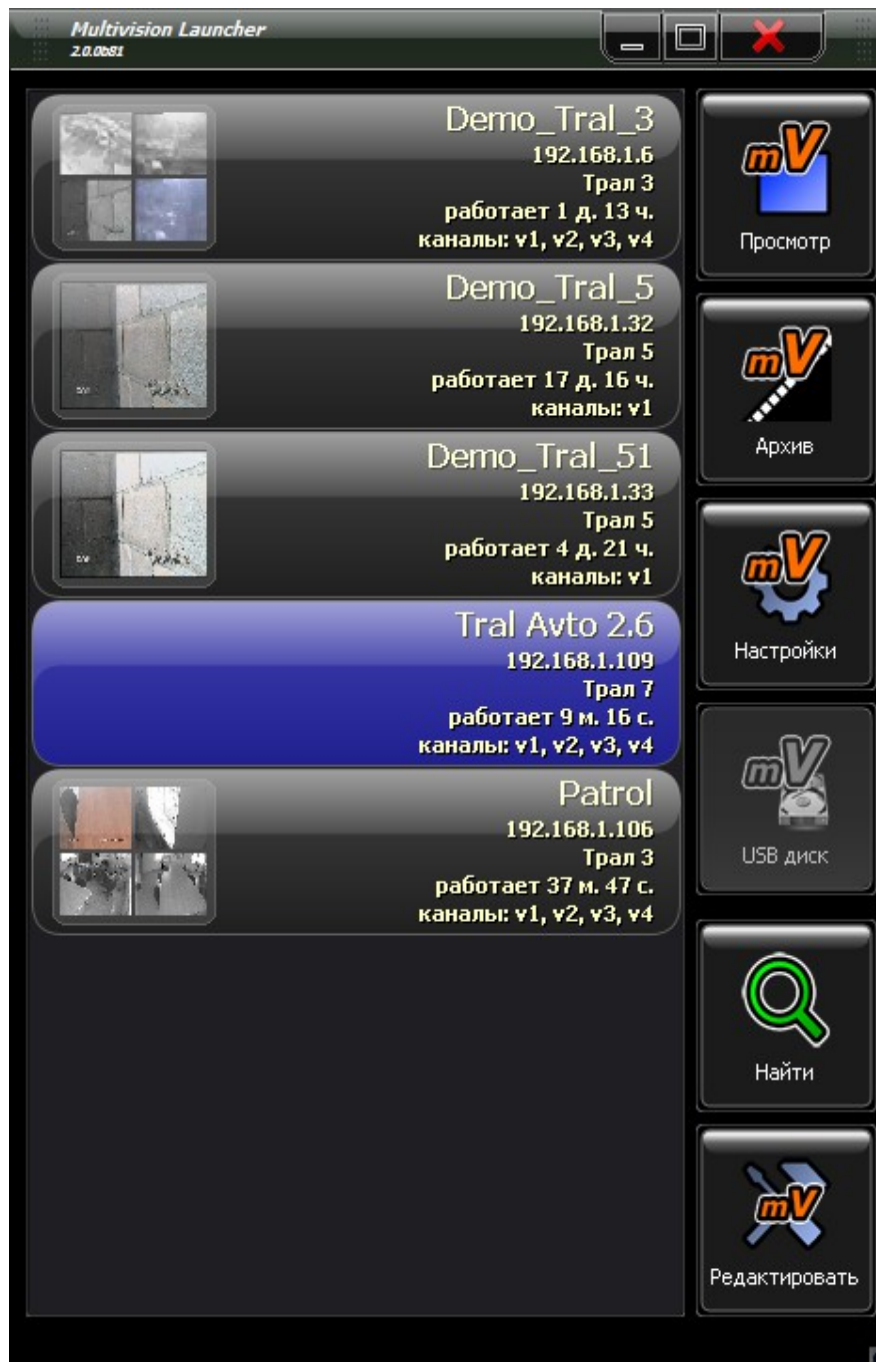 Multivision Launcher
2.0.0b81
Demo_Tral_3
192.168.1.6
Трал 3
работает 1 д. 13 ч.
каналы: v1, v2, v3, v4
Demo_Tral_5
192.168.1.32
Трал 5
работает 17 д. 16 ч.
каналы: v1
Demo_Tral_51
192.168.1.33
Трал 5
работает 4 д. 21 ч.
каналы: v1
Tral Avto 2.6
192.168.1.109
Трал 7
работает 9 м. 16 с.
каналы: v1, v2, v3, v4
Patrol
192.168.1.106
Трал 3
работает 37 м. 47 с.
каналы: v1, v2, v3, v4
mV
Просмотр
mV
Архив
mV
Настройки
mV
USB диск
Найти
mV
Редактировать